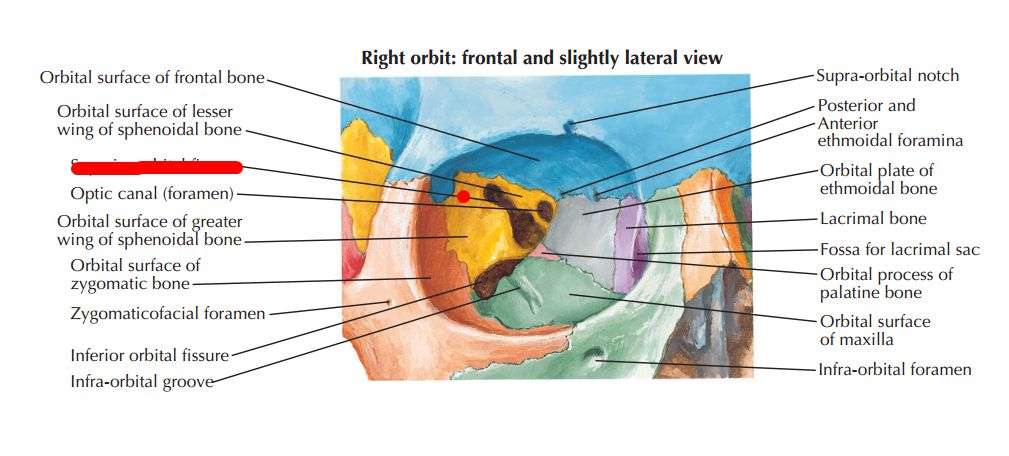 Right orbit: frontal and slightly lateral view
Orbital surface of frontal bone
Orbital surface of lesser
wing of sphenoidal bone
Optic canal (foramen)
Orbital surface of greater
wing of sphenoidal bone
Orbital surface of
zygomatic bone
Zygomaticofacial foramen
Inferior orbital fissure
Infra-orbital groove
Supra-orbital notch
Posterior and
Anterior
ethmoidal foramina
Orbital plate of
ethmoidal bone
Lacrimal bone
Fossa for lacrimal sac
Orbital process of
palatine bone
Orbital surface
of maxilla
Infra-orbital foramen